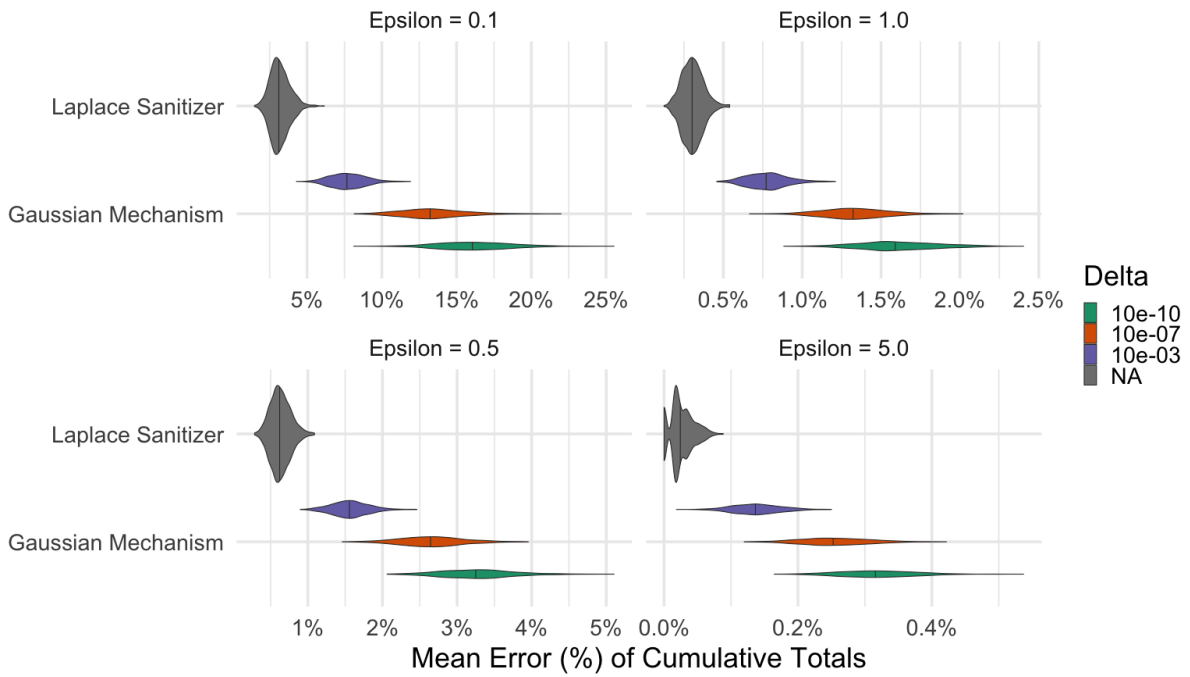 Epsilon = 0.1
Epsilon = 1.0
Laplace Sanitizer
Gaussian Mechanism
5% 10% 15% 20% 25%
0.5% 1.0% 1.5% 2.0% 2.5%
Delta
10e-10
10e-07
10e-03
NA
Epsilon = 0.5
Epsilon = 5.0
Laplace Sanitizer
Gaussian Mechanism
1% 2% 3% 4% 5%
0.0% 0.2% 0.4%
Mean Error (%) of Cumulative Totals